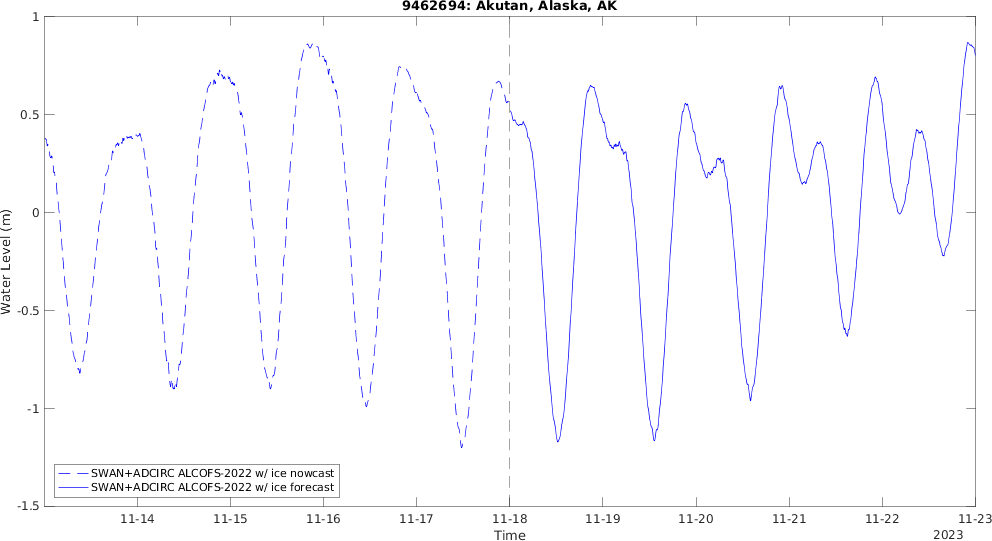 9462694: Akutan, Alaska, AK
Water Level (m)
1
0.5
0
-0.5
-1
-1.5
SWAN+ADCIRC ALCOFS-2022 w/ ice nowcast
SWAN+ADCIRC ALCOFS-2022 w/ ice forecast
11-14 11-15 11-16 11-17 11-18 11-19 11-20 11-21 11-22 11-23
Time
2023